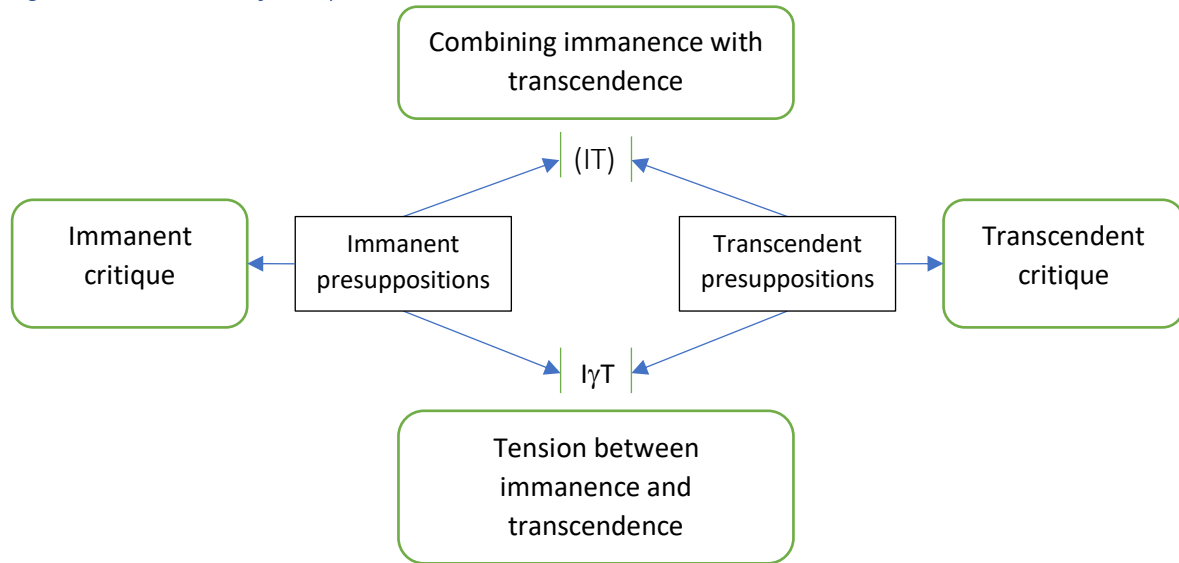 Combining immanence with
transcendence
(IT)
Immanent
critique
Immanent
presuppositions
Transcendent
presuppositions
Transcendent
critique
IγT
Tension between
immanence and
transcendence